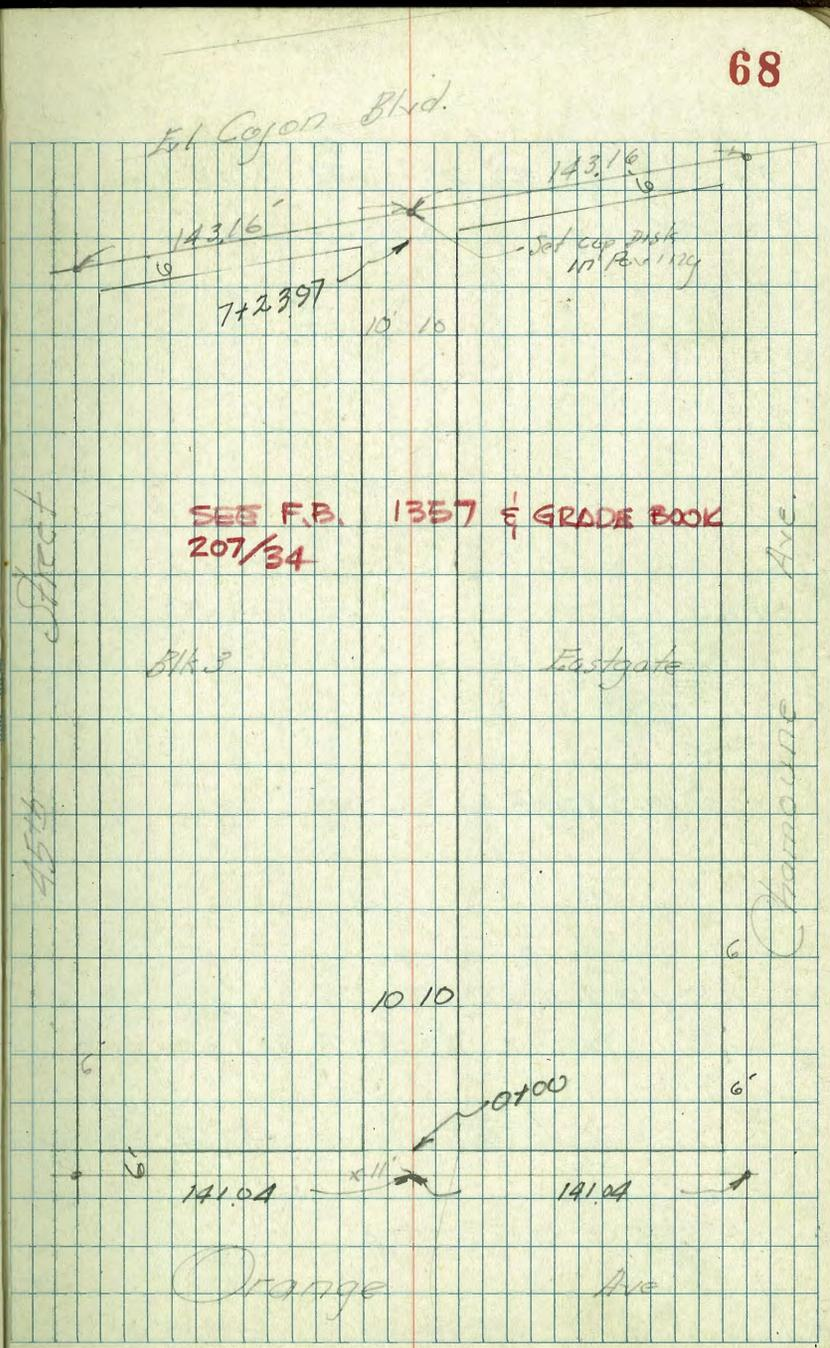 68
El Cajon Blvd.
143.16'
143.16
6
6
Set Cop Disk
in Paving
7+23.97
10' 10
SEE F.B. 1357 & GRADE BOOK
207/34
45th Street
Blk 3
Eastgate
Chamoune Ave.
6
10 10
6'
6'
0+00
6'
x 11'
141.04
141.04
Orange Ave